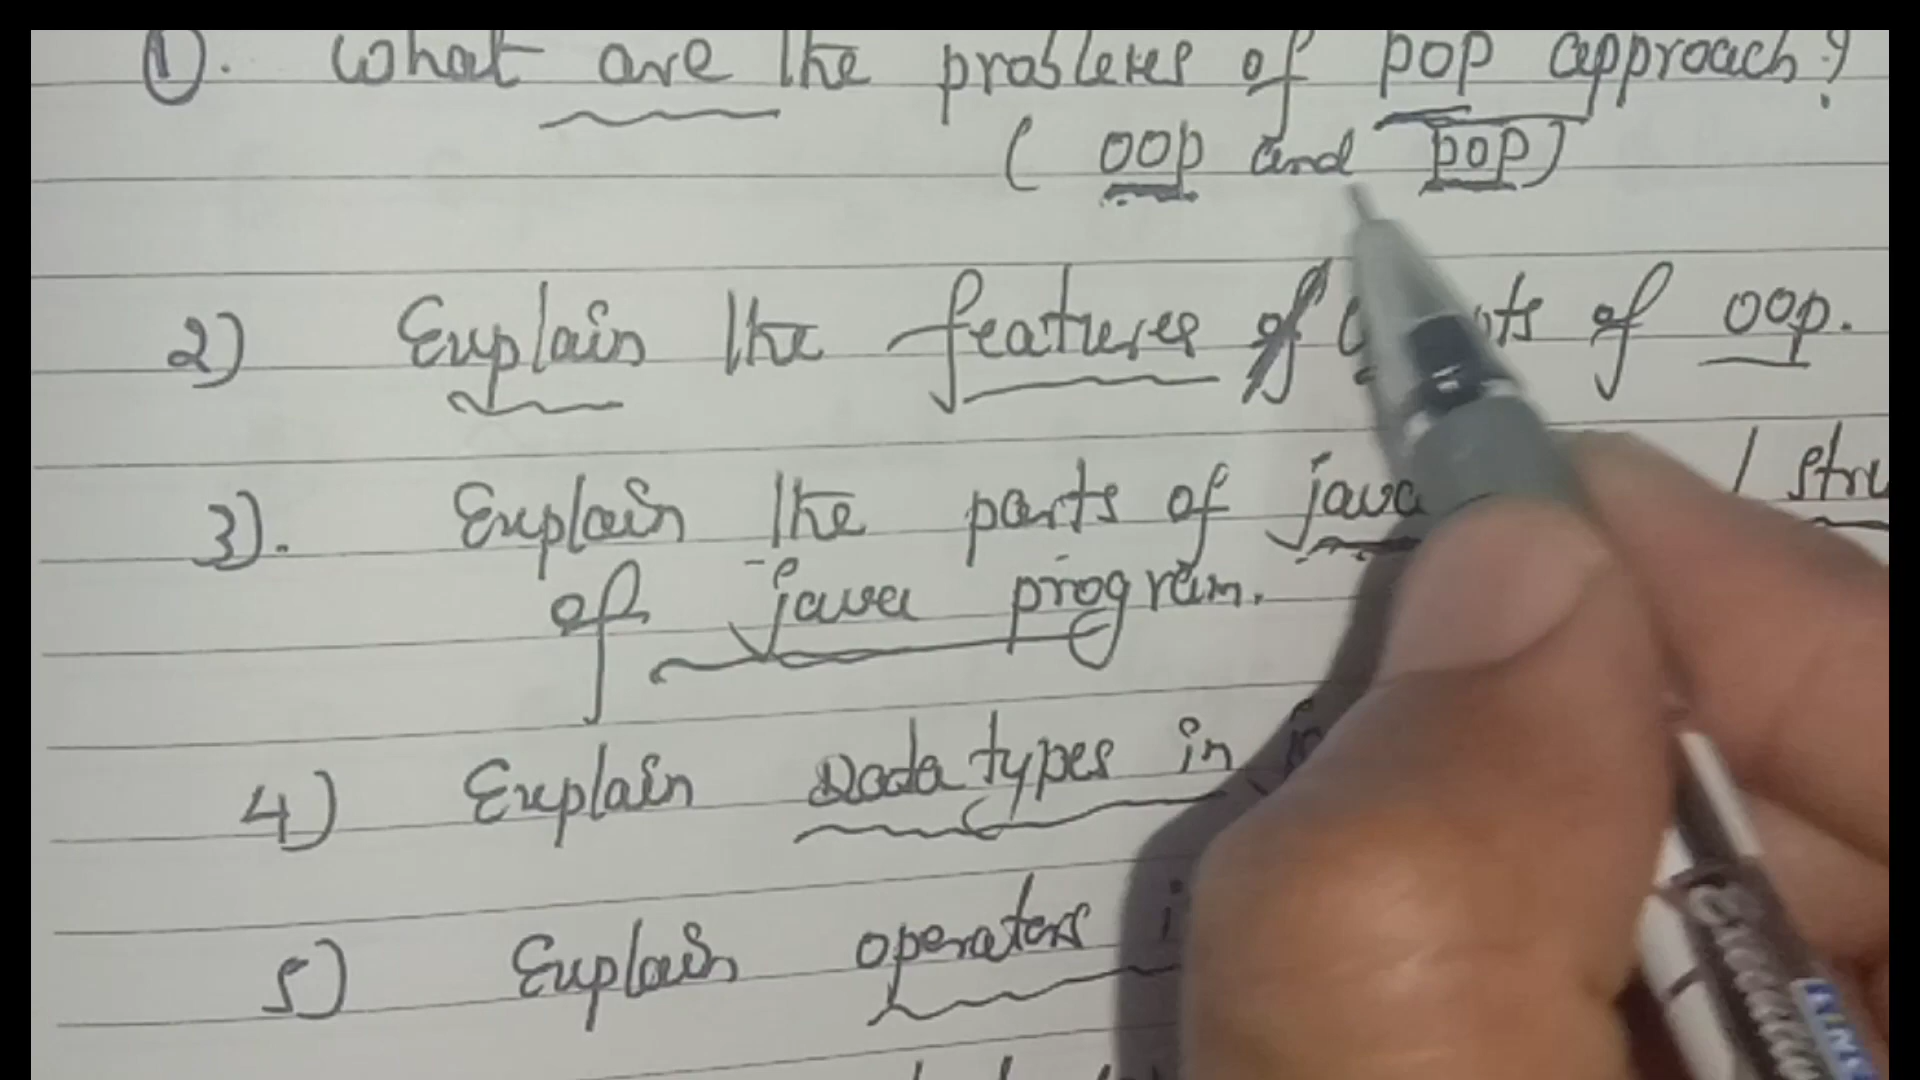 ①. What are the problems of pop approach?
( oop and pop)
2) Explain the features of oop.
3). Explain the parts of java / stru
of java program.
4) Explain Data types in
5) Explain operators